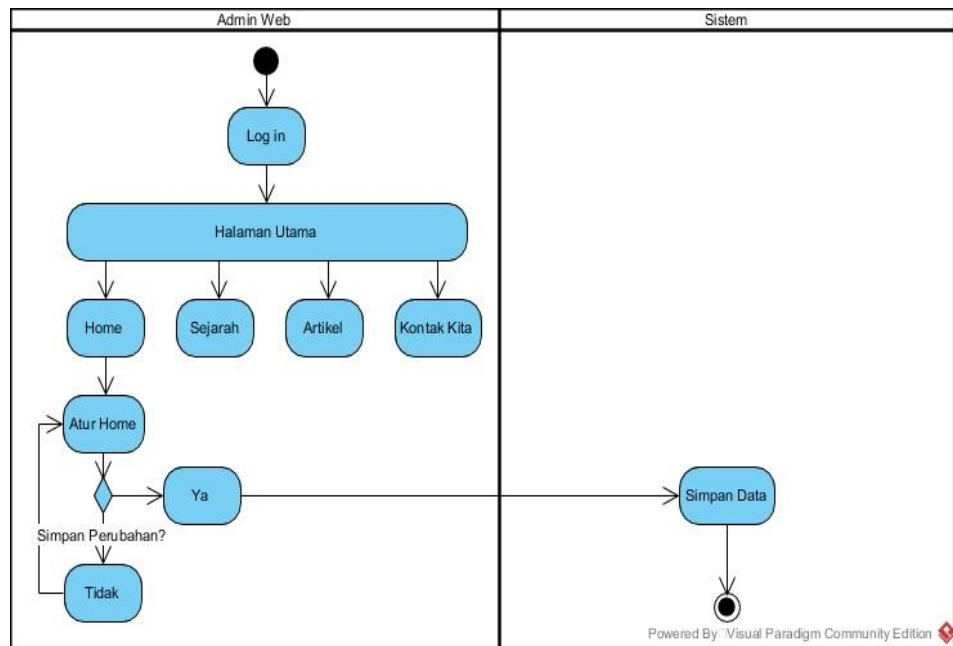 Admin Web
Sistem
Log in
Halaman Utama
Home
Sejarah
Artikel
Kontak Kita
Atur Home
Ya
Simpan Data
Simpan Perubahan?
Tidak
Powered By Visual Paradigm Community Edition